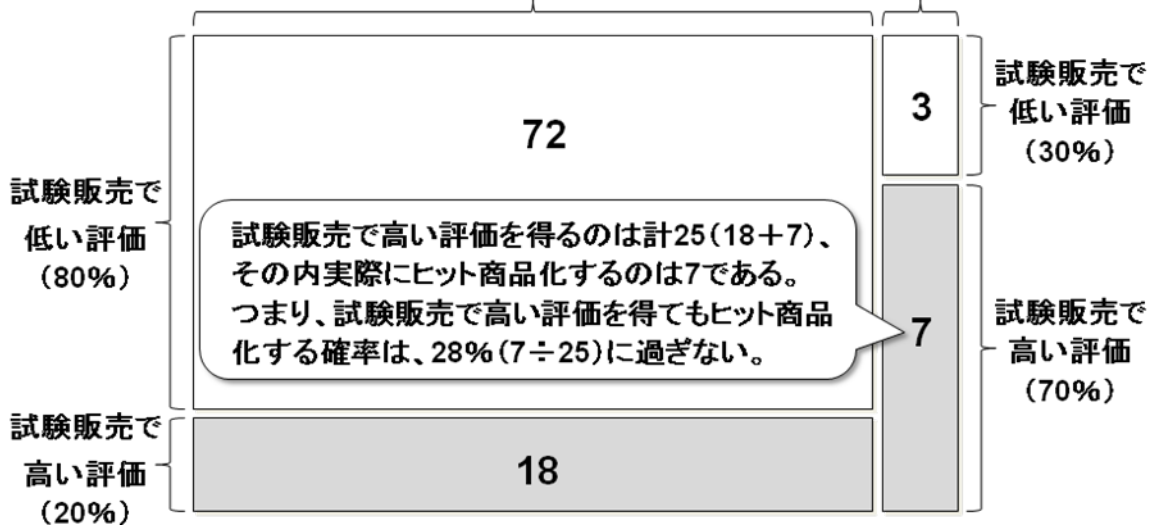 72
3
試験販売で
低い評価
(30%)
試験販売で
低い評価
(80%)
試験販売で高い評価を得るのは計25(18+7)、
その内実際にヒット商品化するのは7である。
つまり、試験販売で高い評価を得てもヒット商品
化する確率は、28%(7÷25)に過ぎない。
7
試験販売で
高い評価
(70%)
試験販売で
高い評価
(20%)
18